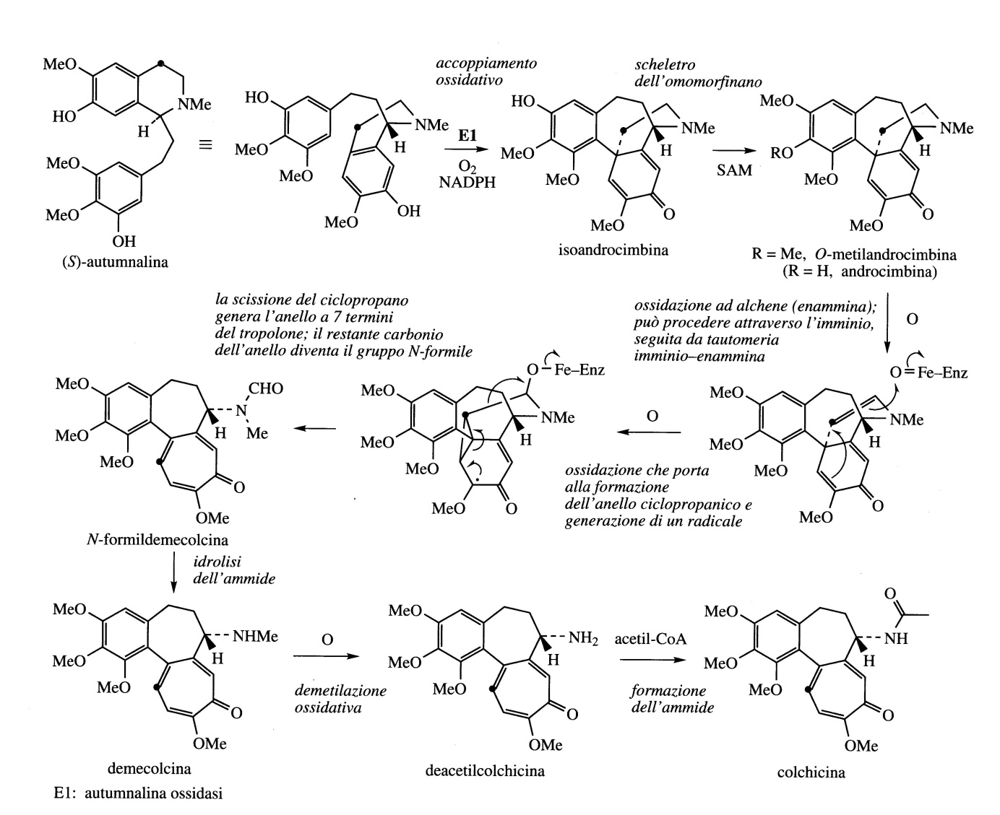 MeO
HO
NMe
H
MeO
MeO
OH
(S)-autumnalina
≡
HO
MeO
MeO
NMe
H
OH
MeO
accoppiamento
ossidativo
E1
O2
NADPH
HO
MeO
MeO
NMe
H
O
MeO
isoandrocimbina
scheletro
dell'omomorfinano
SAM
MeO
RO
MeO
NMe
H
O
MeO
R = Me, O-metilandrocimbina
(R = H, androcimbina)
ossidazione ad alchene (enammina);
può procedere attraverso l'imminio,
seguita da tautomeria
imminio–enammina
O
O=Fe–Enz
MeO
MeO
MeO
NMe
H
O
MeO
O
ossidazione che porta
alla formazione
dell'anello ciclopropanico e
generazione di un radicale
O–Fe–Enz
MeO
MeO
MeO
NMe
H
MeO
O
la scissione del ciclopropano
genera l'anello a 7 termini
del tropolone; il restante carbonio
dell'anello diventa il gruppo N-formile
MeO
MeO
MeO
CHO
N
Me
H
O
OMe
N-formildemecolcina
idrolisi
dell'ammide
MeO
MeO
MeO
NHMe
H
O
OMe
demecolcina
O
demetilazione
ossidativa
MeO
MeO
MeO
NH2
H
O
OMe
deacetilcolchicina
acetil-CoA
formazione
dell'ammide
MeO
MeO
MeO
O
NH
H
O
OMe
colchicina
E1: autumnalina ossidasi